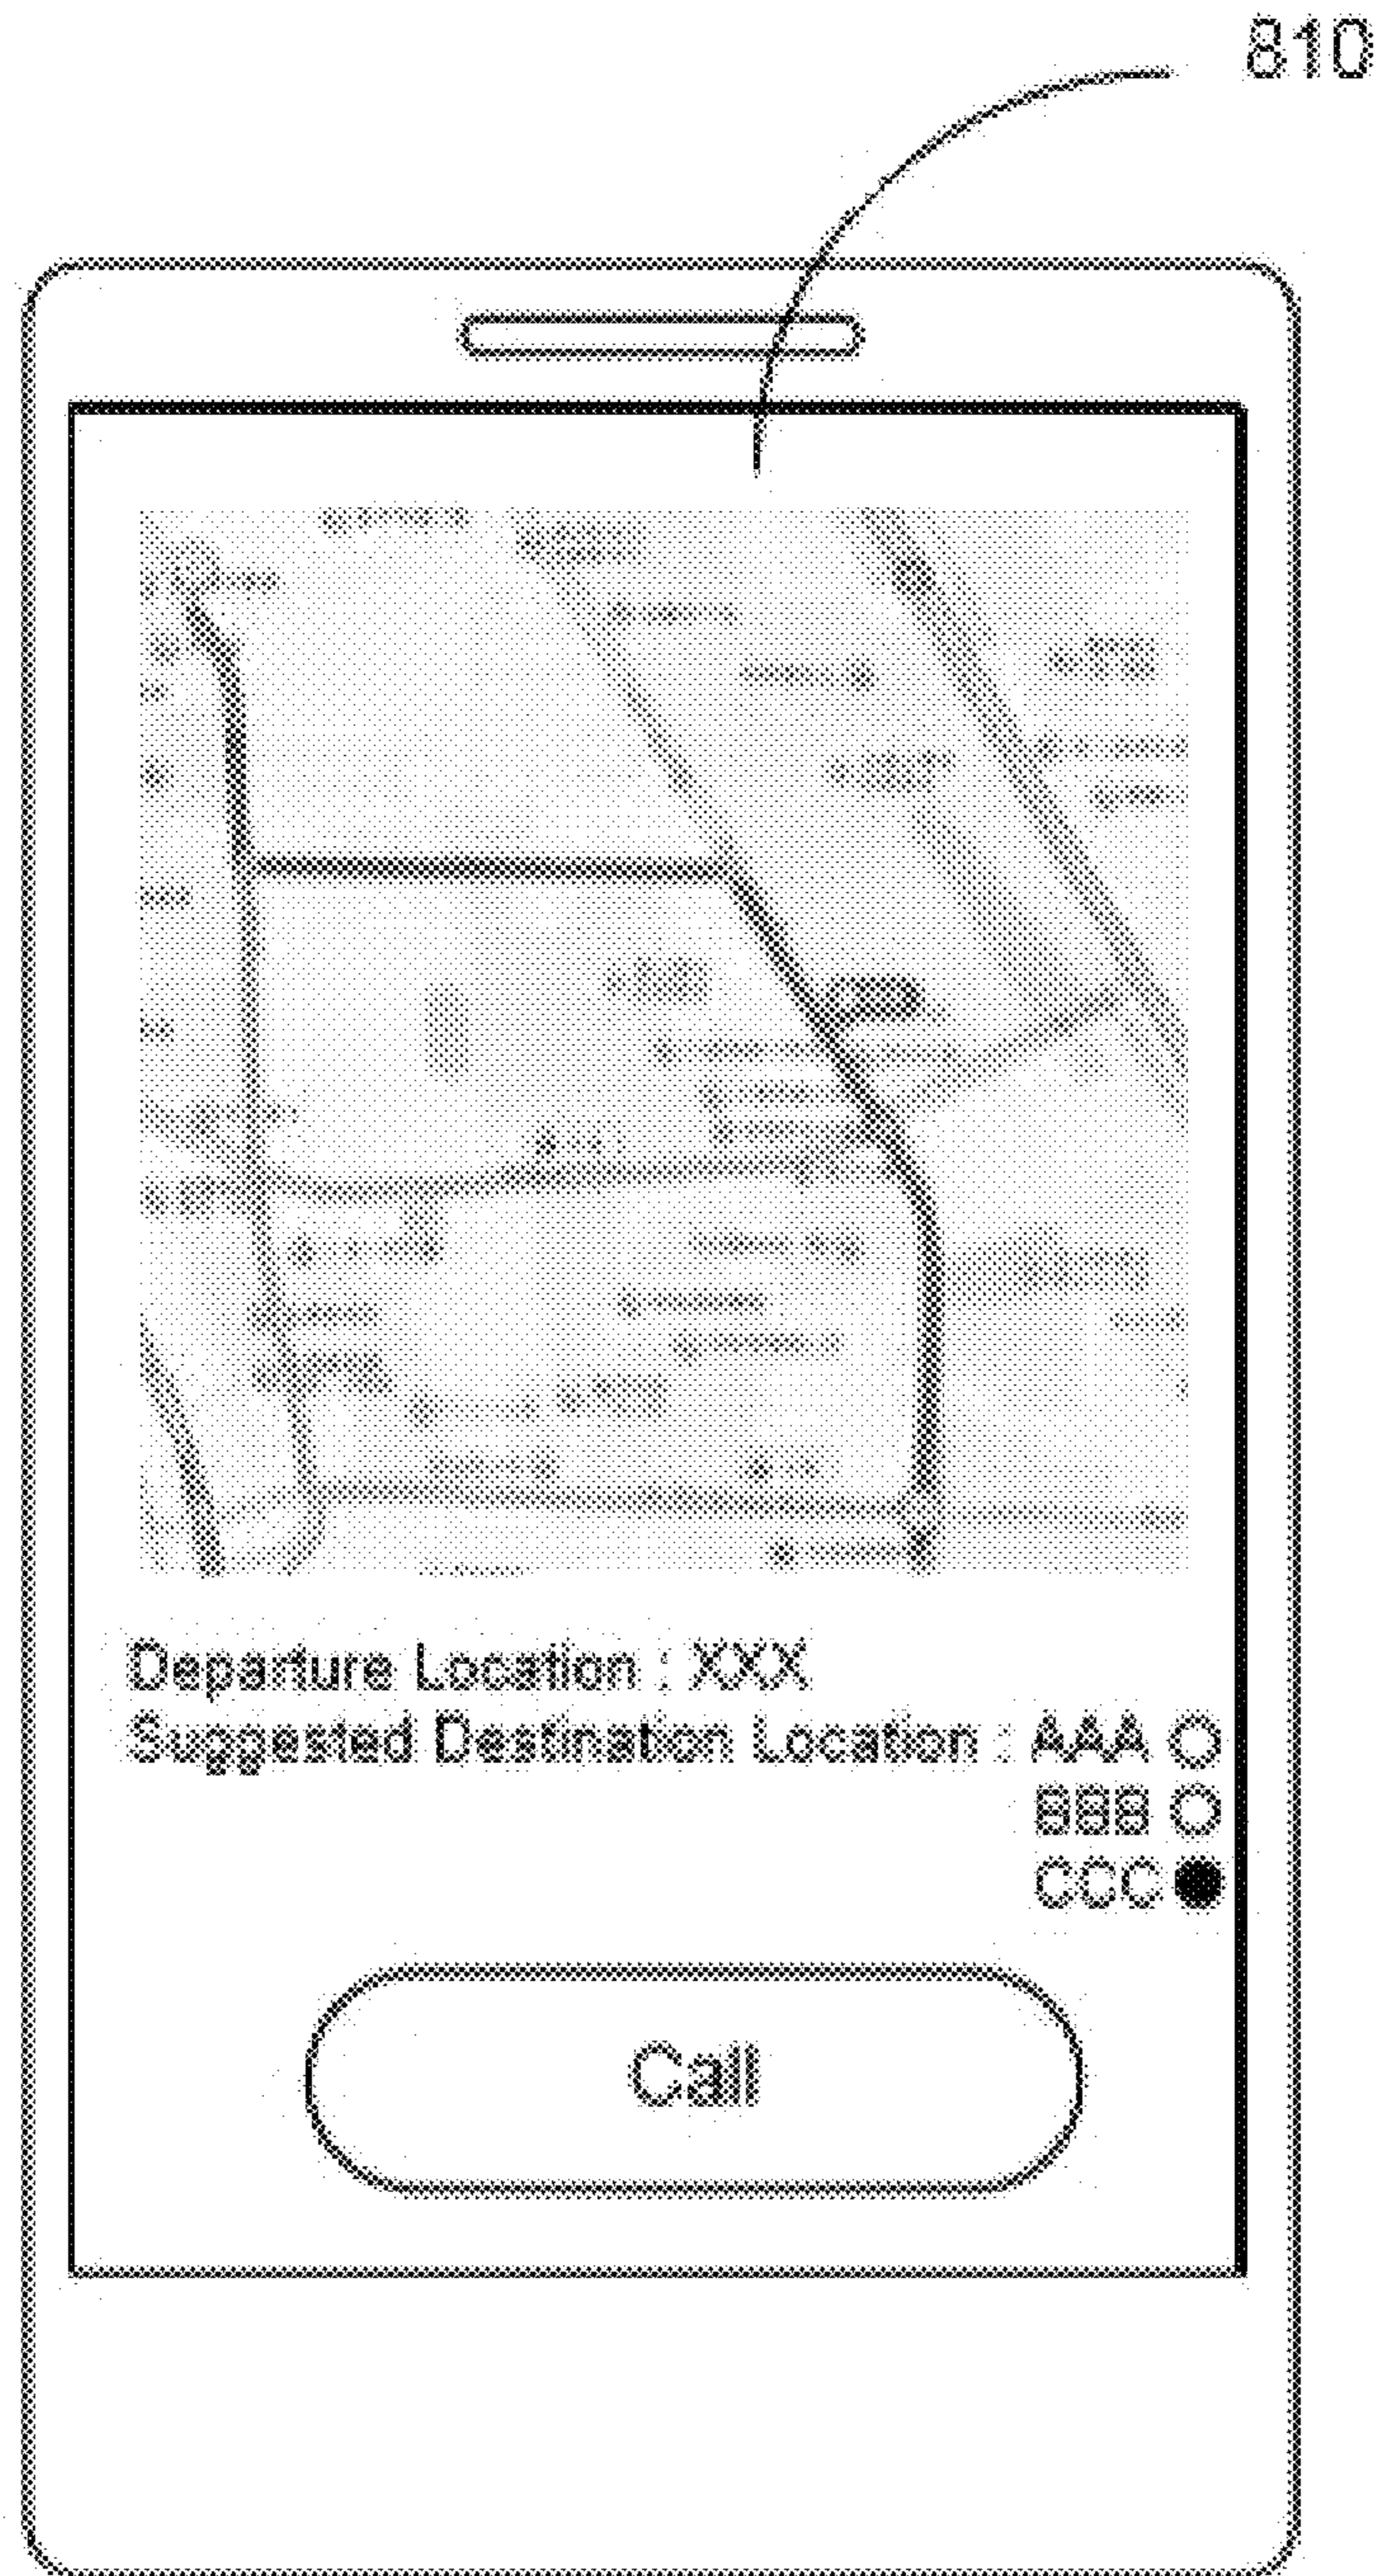 810
Departure Location : XXX
Suggested Destination Location : AAA
BBB
CCC
Call